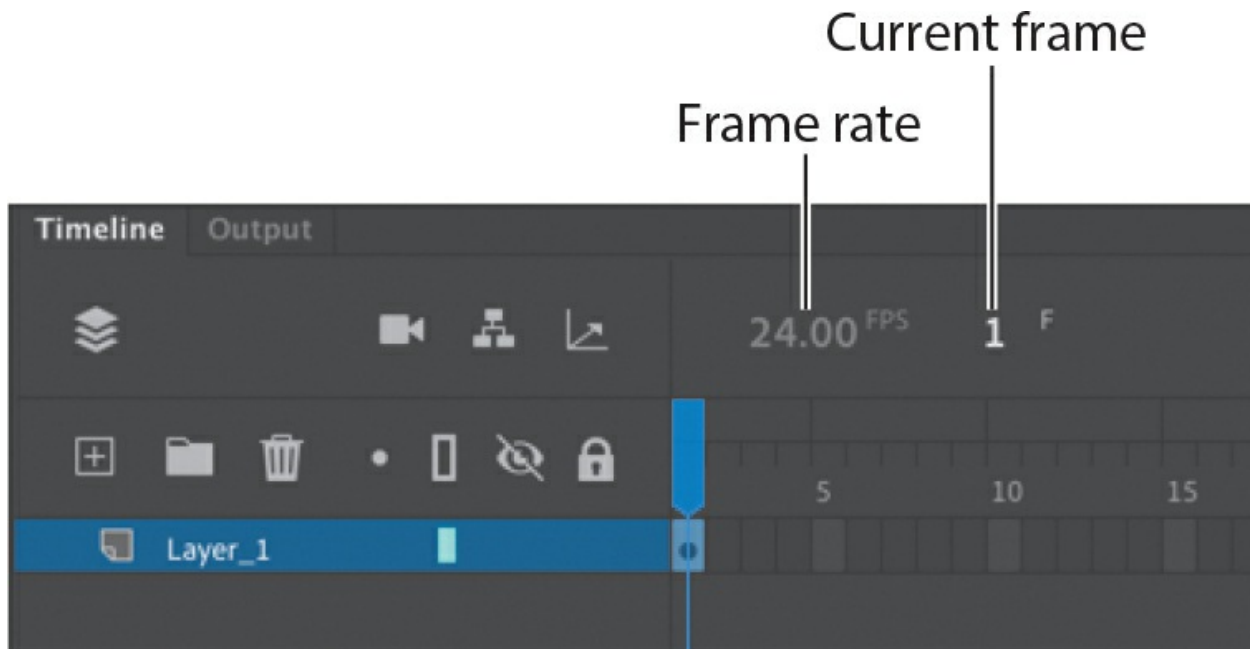 Current frame
Frame rate
Timeline Output
24.00 FPS 1 F
5 10 15
Layer_1